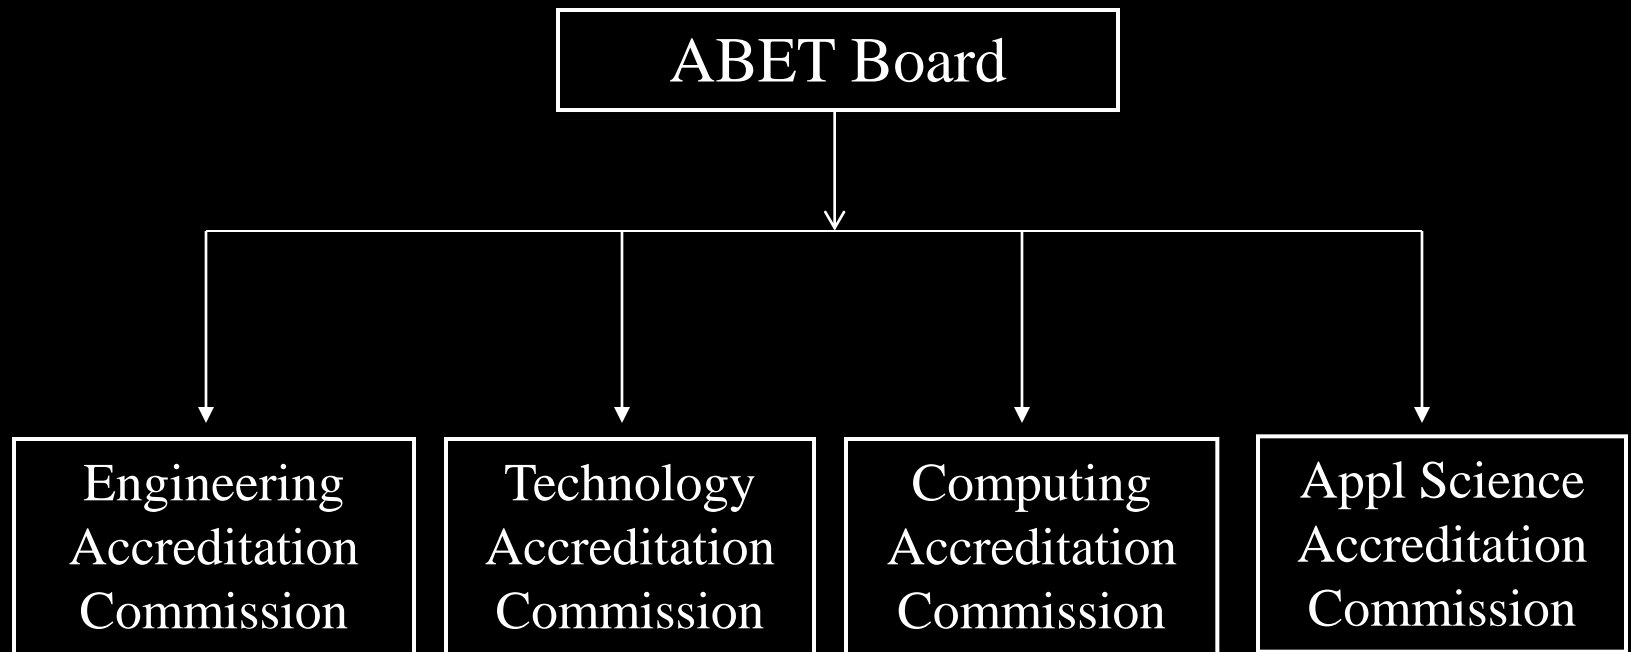 ABET Board
Engineering
Accreditation
Commission
Technology
Accreditation
Commission
Computing
Accreditation
Commission
Appl Science
Accreditation
Commission